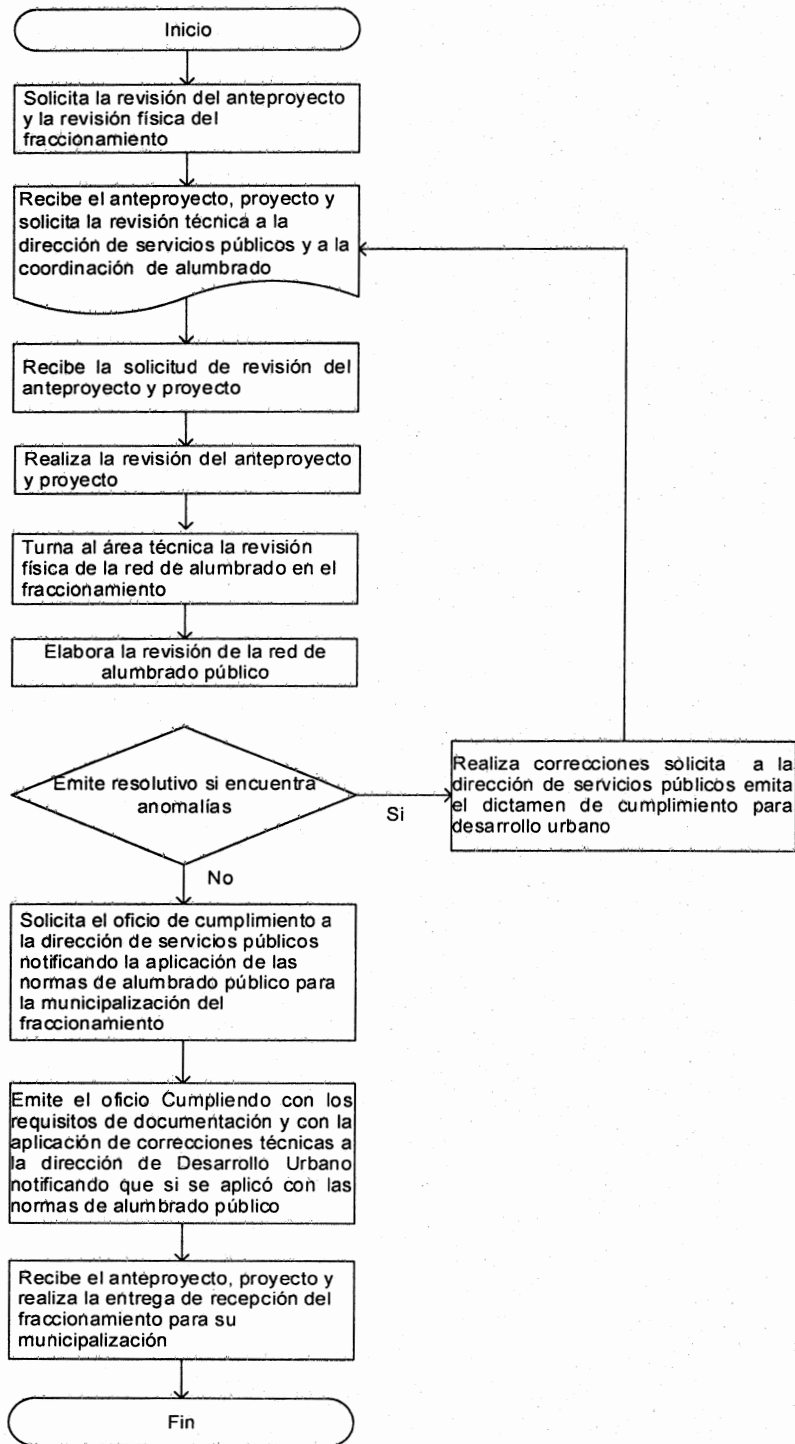 Inicio
Solicita la revisión del anteproyecto
y la revisión física del
fraccionamiento
Recibe el anteproyecto, proyecto y
solicita la revisión técnica a la
dirección de servicios públicos y a la
coordinación de alumbrado
Recibe la solicitud de revisión del
anteproyecto y proyecto
Realiza la revisión del anteproyecto
y proyecto
Turna al área técnica la revisión
física de la red de alumbrado en el
fraccionamiento
Elabora la revisión de la red de
alumbrado público
Emite resolutivo si encuentra
anomalías
Si
Realiza correcciones solicita a la
dirección de servicios públicos emita
el dictamen de cumplimiento para
desarrollo urbano
No
Solicita el oficio de cumplimiento a
la dirección de servicios públicos
notificando la aplicación de las
normas de alumbrado público para
la municipalización del
fraccionamiento
Emite el oficio Cumpliendo con los
requisitos de documentación y con la
aplicación de correcciones técnicas a
la dirección de Desarrollo Urbano
notificando que si se aplicó con las
normas de alumbrado público
Recibe el anteproyecto, proyecto y
realiza la entrega de recepción del
fraccionamiento para su
municipalización
Fin